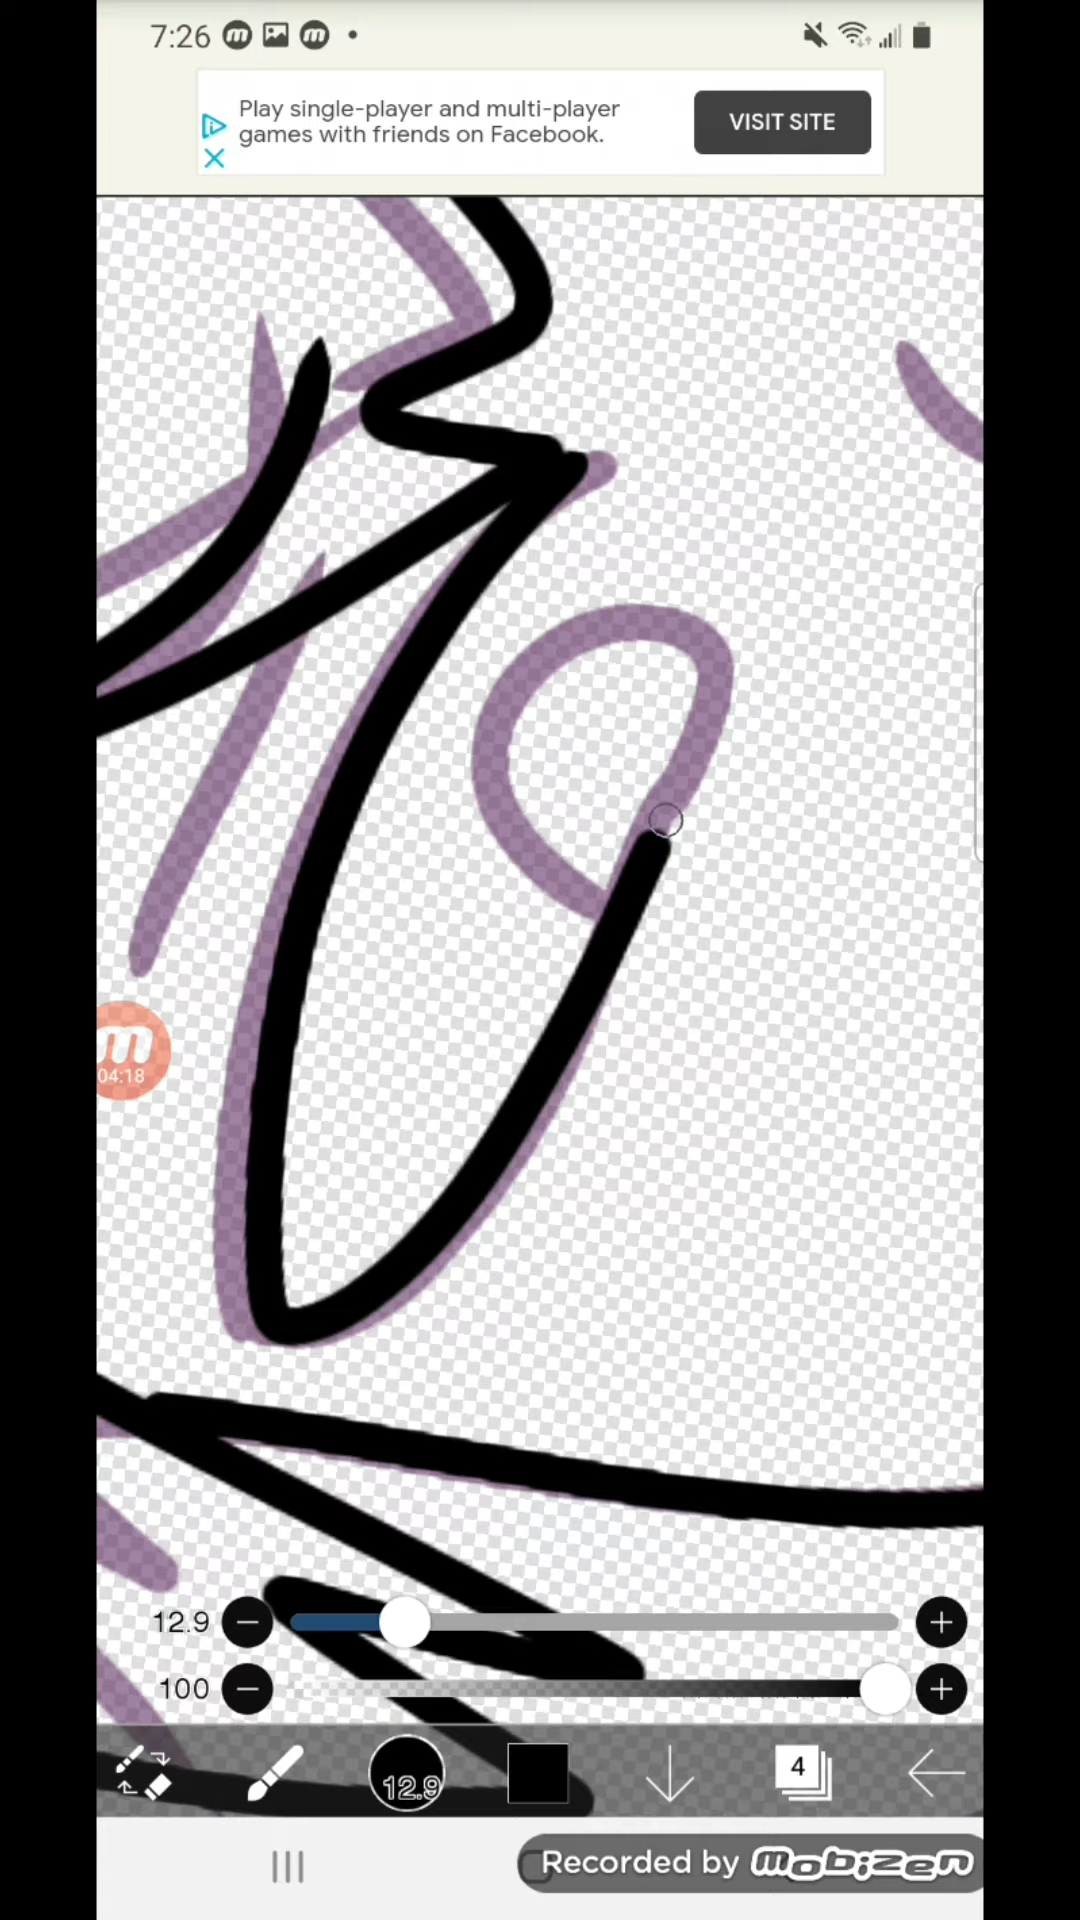 7:26
Play single-player and multi-player
games with friends on Facebook.
VISIT SITE
m
04:18
12.9
100
12.9
4
Recorded by mobizen